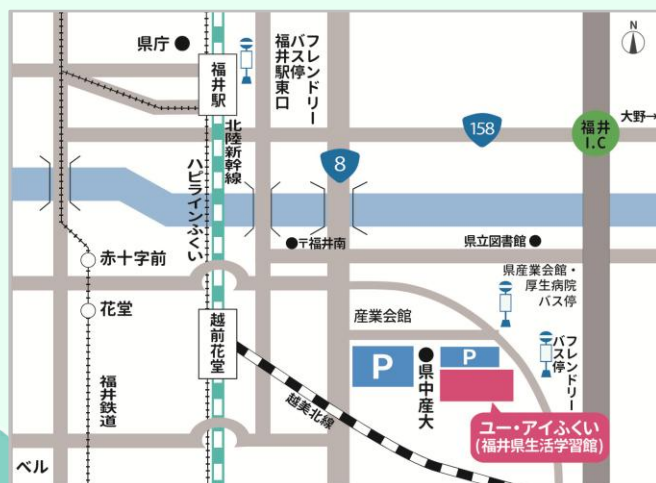 N
県庁
福井駅
フレンドリー
バス停
福井駅東口
8
158
福井
I.C
大野→
北陸新幹線
ハピラインふくい
〒福井南
県立図書館
赤十字前
花堂
福井鉄道
越前花堂
越美北線
県産業会館・
厚生病院
バス停
産業会館
P
P
県中産大
フレンドリー
バス停
ユー・アイふくい
(福井県生活学習館)
ベル